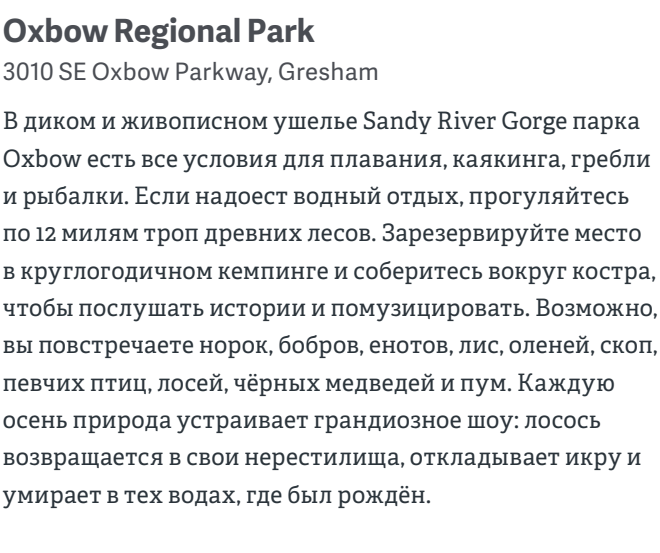 Oxbow Regional Park
3010 SE Oxbow Parkway, Gresham
В диком и живописном ушелье Sandy River Gorge парка
Oxbow есть все условия для плавания, каякинга, гребли
и рыбалки. Если надоест водный отдых, прогуляйтесь
по 12 милям троп древних лесов. Зарезервируйте место
в круглогодичном кемпинге и соберитесь вокруг костра,
чтобы послушать истории и помузицировать. Возможно,
вы повстречаете норок, бобров, енотов, лис, оленей, скоп,
певчих птиц, лосей, чёрных медведей и пум. Каждую
осень природа устраивает грандиозное шоу: лосось
возвращается в свои нерестилища, откладывает икру и
умирает в тех водах, где был рождён.